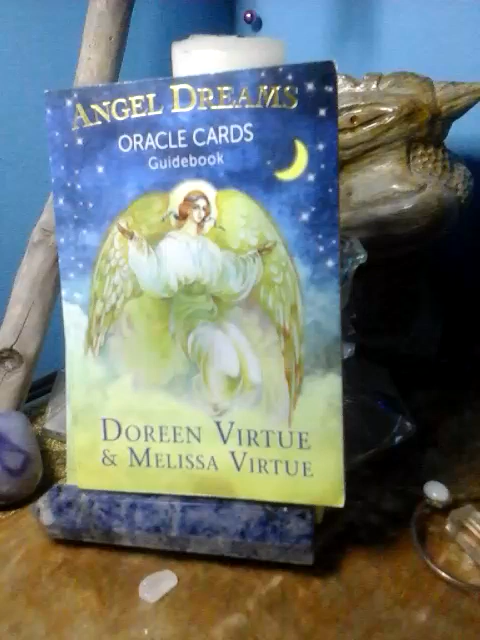 ANGEL DREAMS
ORACLE CARDS
Guidebook
DOREEN VIRTUE
& MELISSA VIRTUE